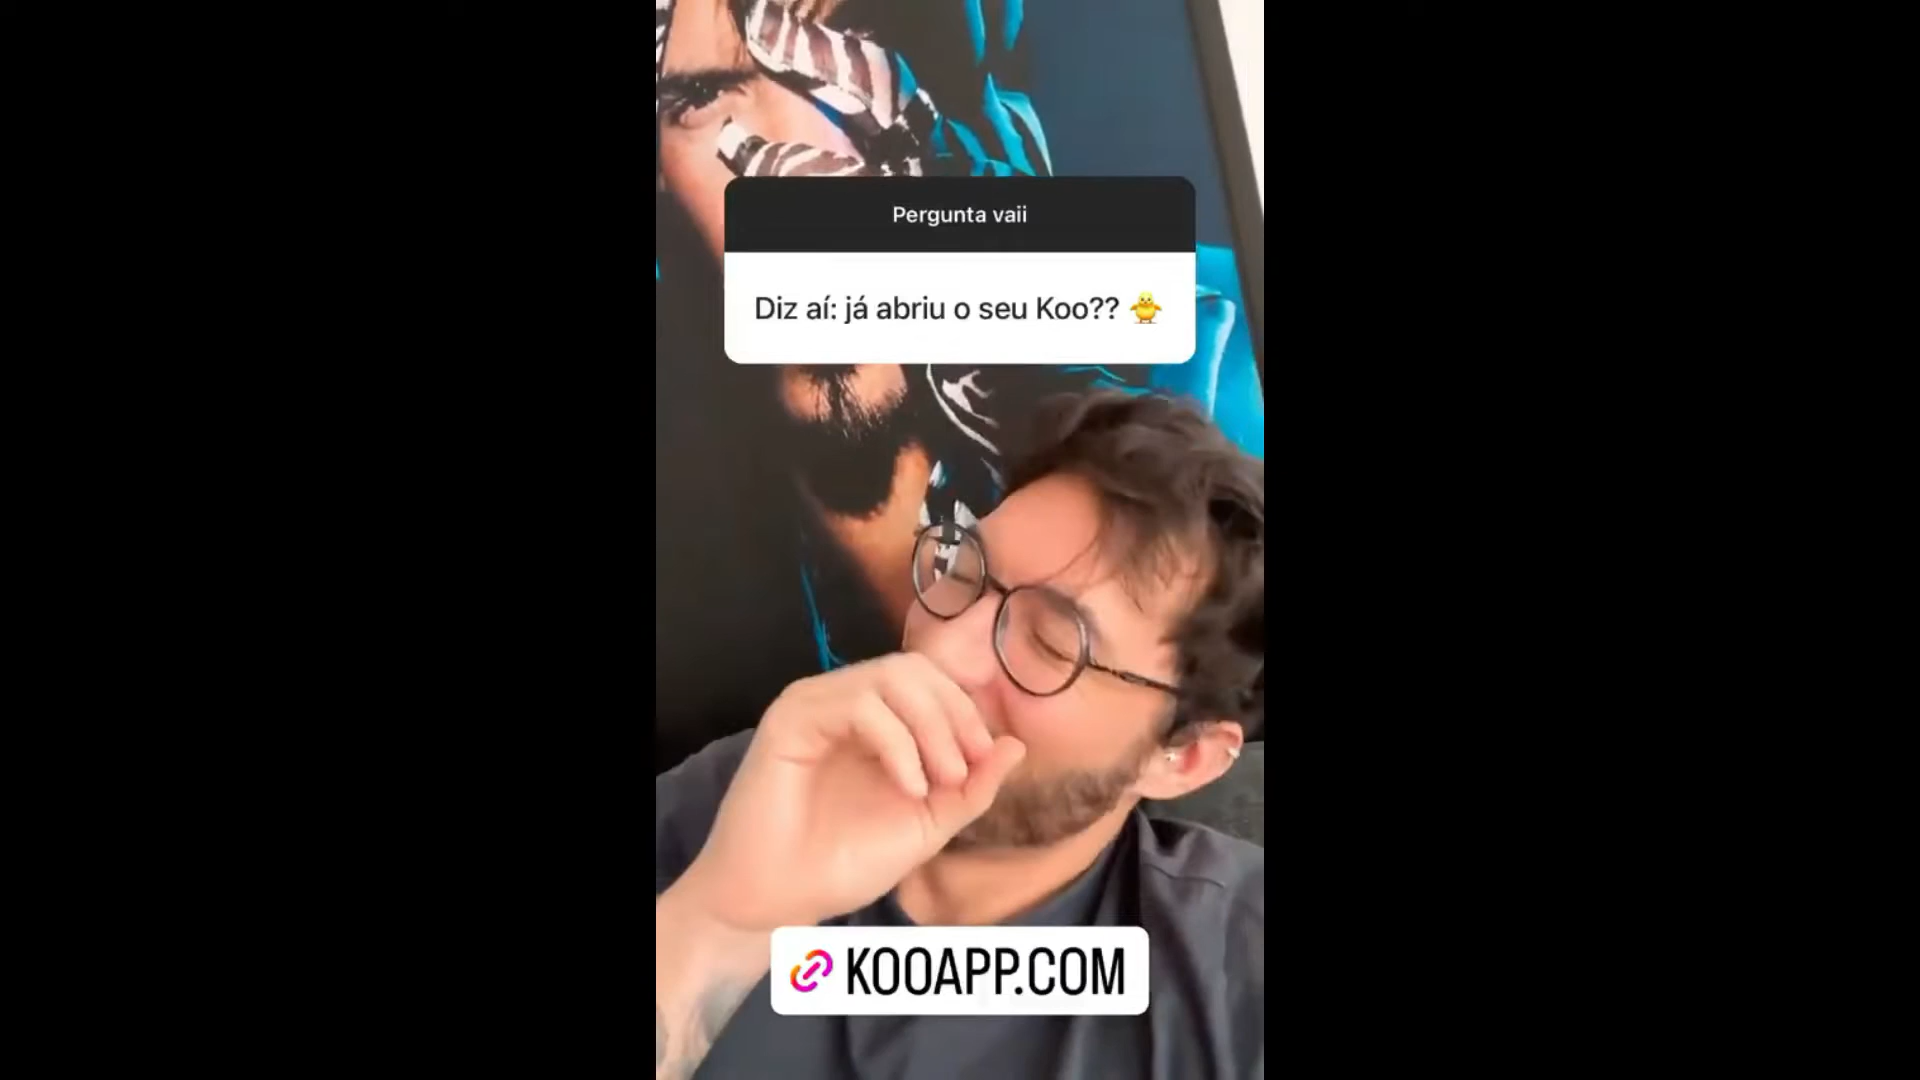 Pergunta vaii
Diz aí: já abriu o seu Koo?? 🐥
KOOAPP.COM